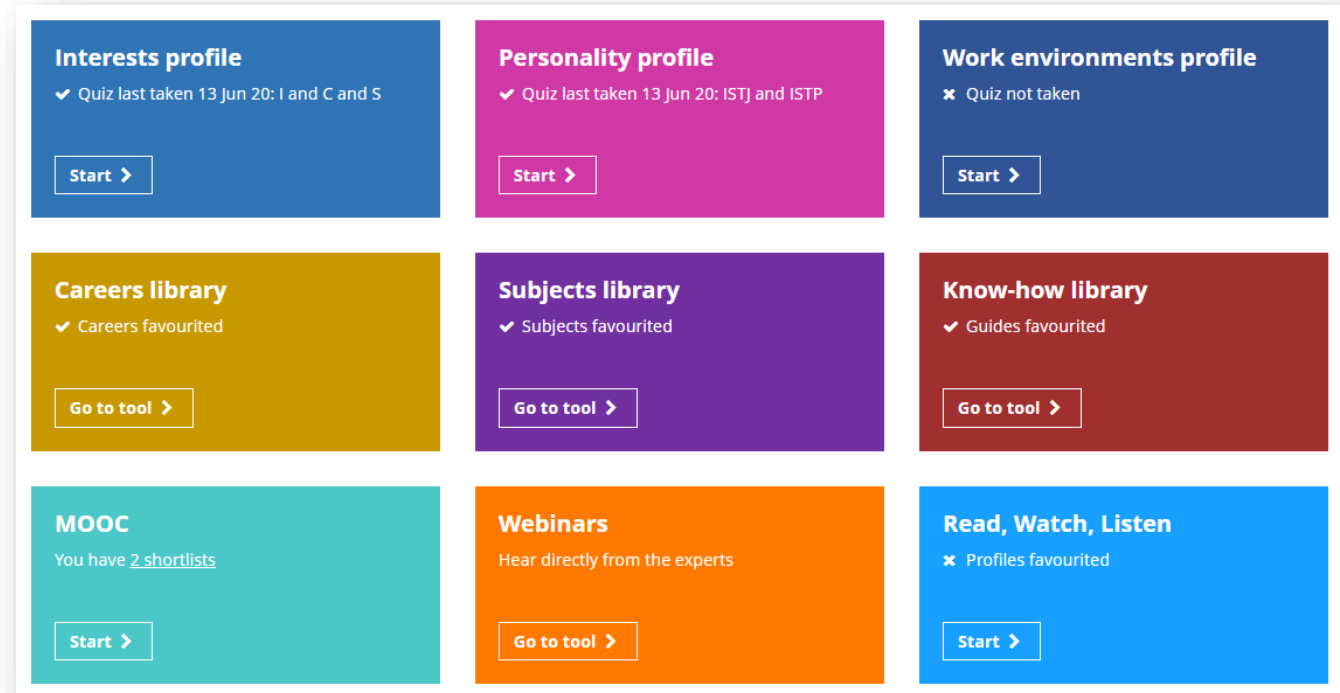 Interests profile
✔ Quiz last taken 13 Jun 20: I and C and S
Start >
Personality profile
✔ Quiz last taken 13 Jun 20: ISTJ and ISTP
Start >
Work environments profile
✖ Quiz not taken
Start >
Careers library
✔ Careers favourited
Go to tool >
Subjects library
✔ Subjects favourited
Go to tool >
Know-how library
✔ Guides favourited
Go to tool >
MOOC
You have 2 shortlists
Start >
Webinars
Hear directly from the experts
Go to tool >
Read, Watch, Listen
✖ Profiles favourited
Start >